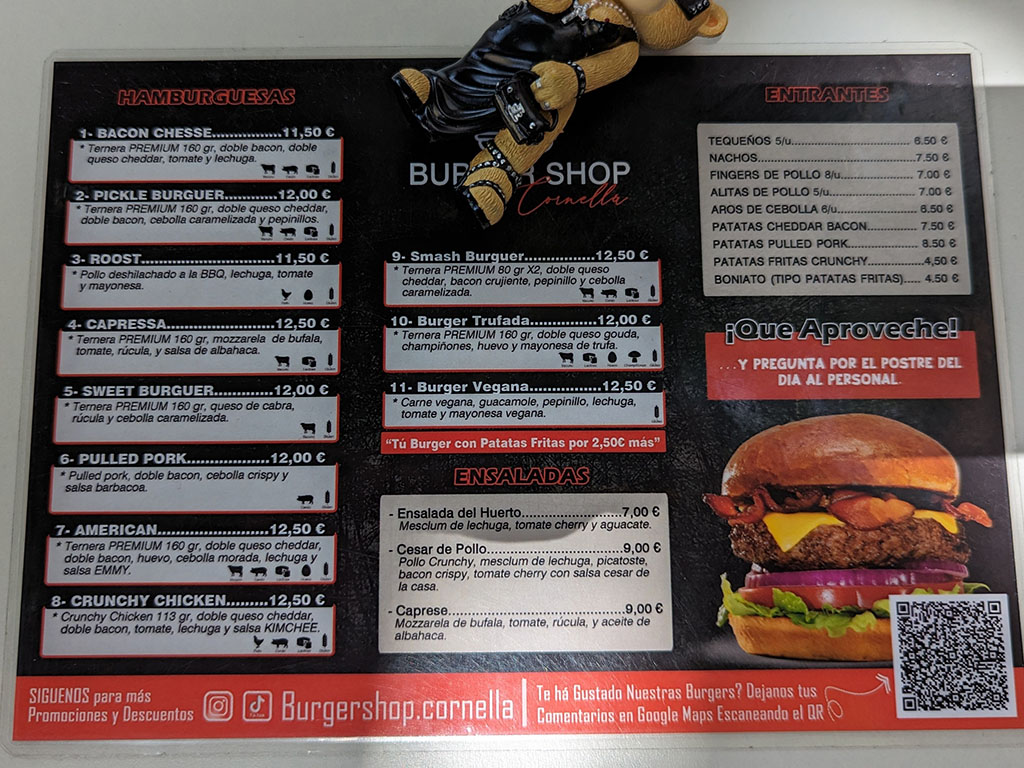 HAMBURGUESAS
1- BACON CHESSE...............11,50 €
* Ternera PREMIUM 160 gr, doble bacon, doble
queso cheddar, tomate y lechuga.
2- PICKLE BURGUER..........12,00 €
* Ternera PREMIUM 160 gr, doble queso cheddar,
doble bacon, cebolla caramelizada y pepinillos.
3- ROOST..............................11,50 €
* Pollo deshilachado a la BBQ, lechuga, tomate
y mayonesa.
4- CAPRESSA.......................12,50 €
* Ternera PREMIUM 160 gr, mozzarela de bufala,
tomate, rúcula, y salsa de albahaca.
5- SWEET BURGUER...........12,00 €
* Ternera PREMIUM 160 gr, queso de cabra,
rúcula y cebolla caramelizada.
6- PULLED PORK.................12,00 €
* Pulled pork, doble bacon, cebolla crispy y
salsa barbacoa.
7- AMERICAN.......................12,50 €
* Ternera PREMIUM 160 gr, doble queso cheddar,
doble bacon, huevo, cebolla morada, lechuga y
salsa EMMY.
8- CRUNCHY CHICKEN.........12,50 €
* Crunchy Chicken 113 gr, doble queso cheddar,
doble bacon, tomate, lechuga y salsa KIMCHEE.
SHOP
Cornella
9- Smash Burguer..............12,50 €
* Ternera PREMIUM 80 gr X2, doble queso
cheddar, bacon crujiente, pepinillo y cebolla
caramelizada.
10- Burger Trufada.............12,00 €
* Ternera PREMIUM 160 gr, doble queso gouda,
champiñones, huevo y mayonesa de trufa.
11- Burger Vegana..............12,50 €
* Carne vegana, guacamole, pepinillo, lechuga,
tomate y mayonesa vegana.
"Tú Burger con Patatas Fritas por 2,50€ más"
ENSALADAS
- Ensalada del Huerto...................7,00 €
Mesclum de lechuga, tomate cherry y aguacate.
- Cesar de Pollo..........................9,00 €
Pollo Crunchy, mesclum de lechuga, picatoste,
bacon crispy, tomate cherry con salsa cesar de
la casa.
- Caprese..................................9,00 €
Mozzarela de bufala, tomate, rúcula, y aceite de
albahaca.
ENTRANTES
TEQUEÑOS 5/u................................ 6.50 €
NACHOS......................................... 7.50 €
FINGERS DE POLLO 8/u................... 7.00 €
ALITAS DE POLLO 5/u...................... 7.00 €
AROS DE CEBOLLA 6/u.................... 6.50 €
PATATAS CHEDDAR BACON............. 7.50 €
PATATAS PULLED PORK.................. 8.50 €
PATATAS FRITAS CRUNCHY.............4,50 €
BONIATO (TIPO PATATAS FRITAS)..... 4.50 €
¡Que Aproveche!
...Y PREGUNTA POR EL POSTRE DEL
DIA AL PERSONAL.
SIGUENOS para más
Promociones y Descuentos
Burgershop.cornella
Te há Gustado Nuestras Burgers? Dejanos tus
Comentarios en Google Maps Escaneando el QR